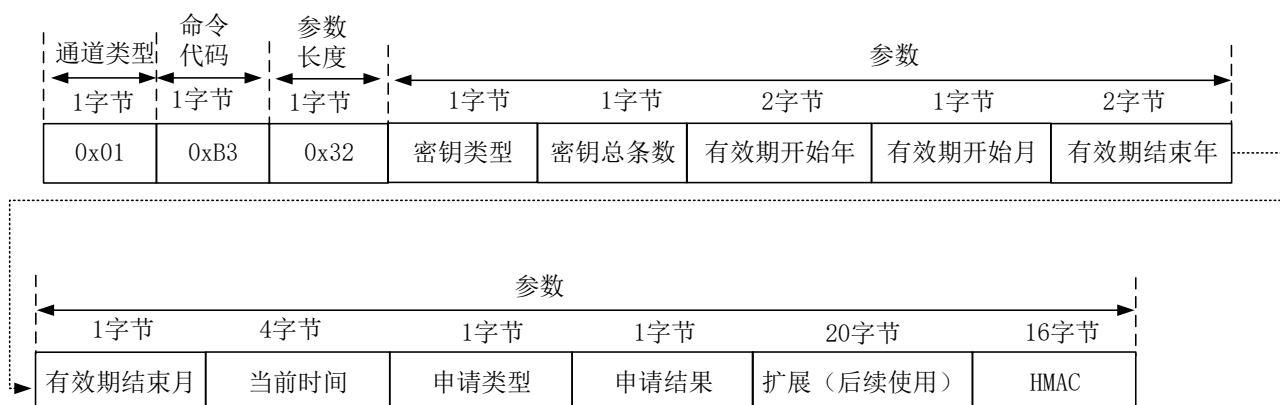 通道类型
命令
代码
参数
长度
参数
1字节
1字节
1字节
1字节
1字节
2字节
1字节
2字节
0x01
0xB3
0x32
密钥类型
密钥总条数
有效期开始年
有效期开始月
有效期结束年
参数
1字节
4字节
1字节
1字节
20字节
16字节
有效期结束月
当前时间
申请类型
申请结果
扩展（后续使用）
HMAC